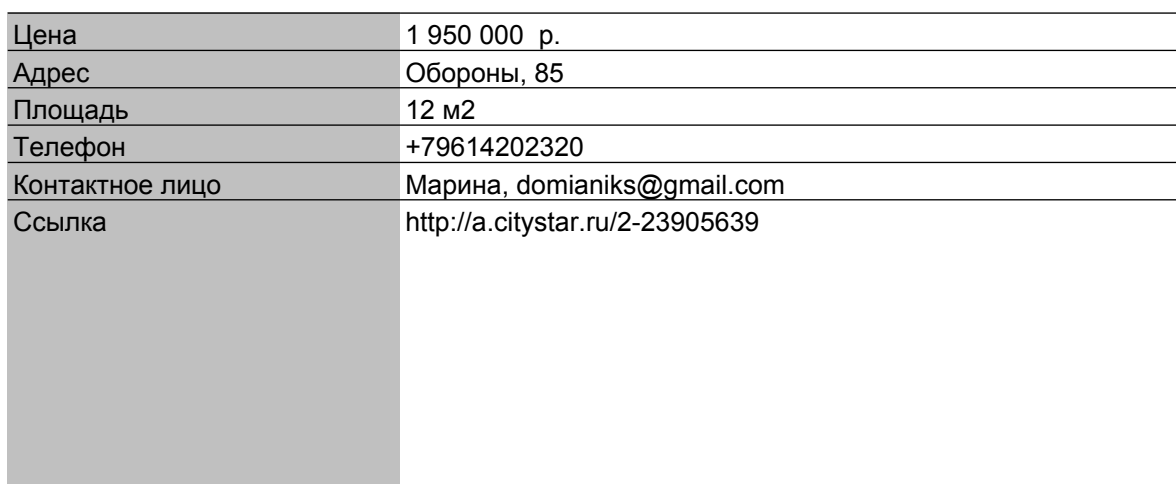 Цена 1 950 000 р.
Адрес Обороны, 85
Площадь 12 м2
Телефон +79614202320
Контактное лицо Марина, domianiks@gmail.com
Ссылка http://a.citystar.ru/2-23905639